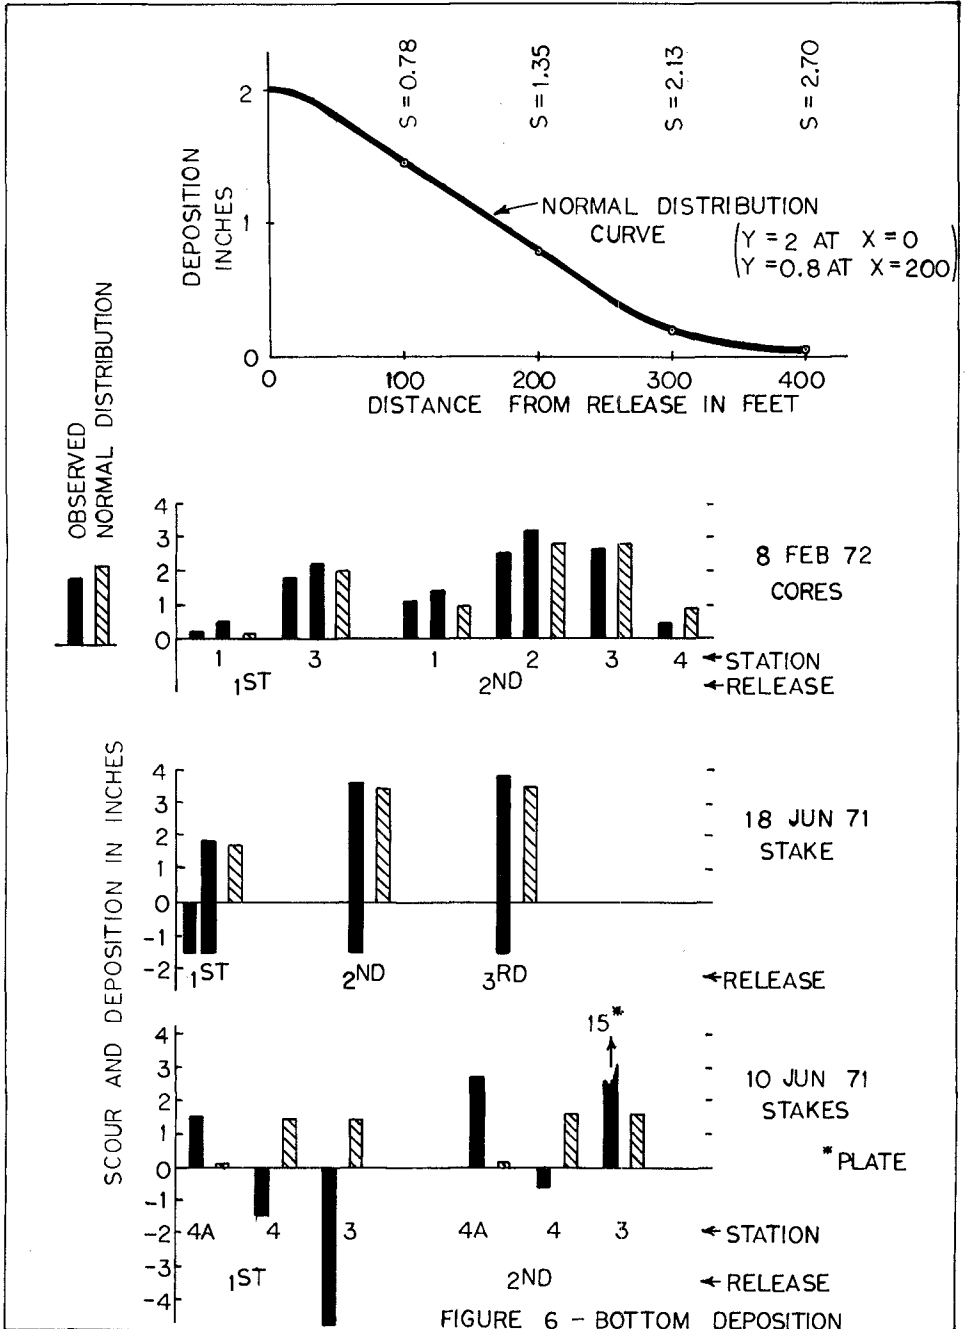 S = 0.78
S = 1.35
S = 2.13
S = 2.70
DEPOSITION
INCHES
2
1
0
NORMAL DISTRIBUTION
CURVE
(Y = 2 AT X = 0
Y = 0.8 AT X = 200)
0 100 200 300 400
DISTANCE FROM RELEASE IN FEET
OBSERVED
NORMAL DISTRIBUTION
4
3
2
1
0
8 FEB 72
CORES
1 3 1 2 3 4 ←STATION
1ST 2ND ←RELEASE
SCOUR AND DEPOSITION IN INCHES
4
3
2
1
0
-1
-2
18 JUN 71
STAKE
1ST 2ND 3RD ←RELEASE
4
3
2
1
0
-1
-2
-3
-4
15*
10 JUN 71
STAKES
*PLATE
4A 4 3 4A 4 3 ←STATION
1ST 2ND ←RELEASE
FIGURE 6 - BOTTOM DEPOSITION